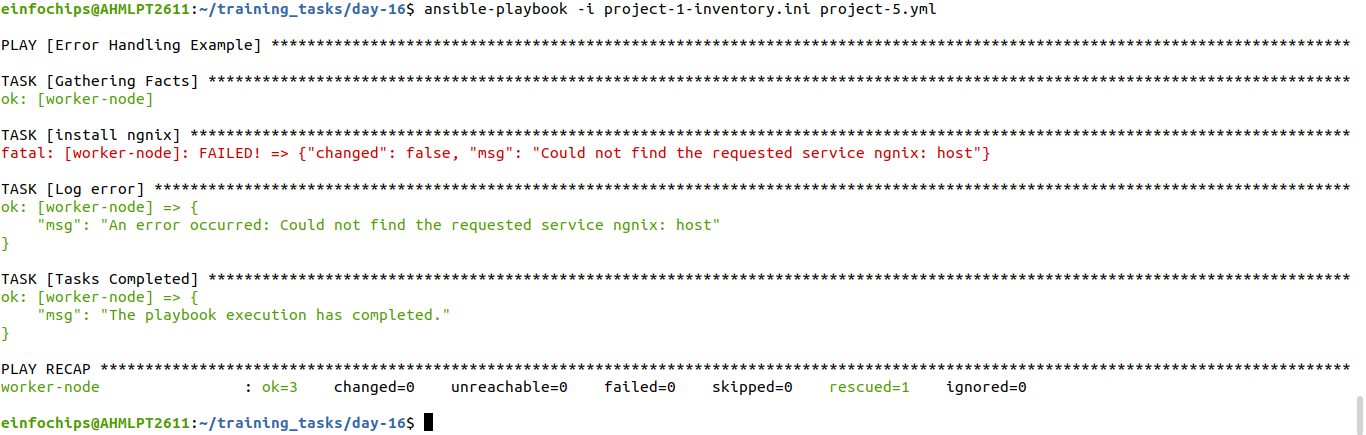 einfochips@AHMLPT2611:~/training_tasks/day-16$ ansible-playbook -i project-1-inventory.ini project-5.yml
PLAY [Error Handling Example] ************************************************************************************************************************
TASK [Gathering Facts] *******************************************************************************************************************************
ok: [worker-node]
TASK [install ngnix] *********************************************************************************************************************************
fatal: [worker-node]: FAILED! => {"changed": false, "msg": "Could not find the requested service ngnix: host"}
TASK [Log error] *************************************************************************************************************************************
ok: [worker-node] => {
    "msg": "An error occurred: Could not find the requested service ngnix: host"
}
TASK [Tasks Completed] *******************************************************************************************************************************
ok: [worker-node] => {
    "msg": "The playbook execution has completed."
}
PLAY RECAP *******************************************************************************************************************************************
worker-node                : ok=3    changed=0    unreachable=0    failed=0    skipped=0    rescued=1    ignored=0
einfochips@AHMLPT2611:~/training_tasks/day-16$